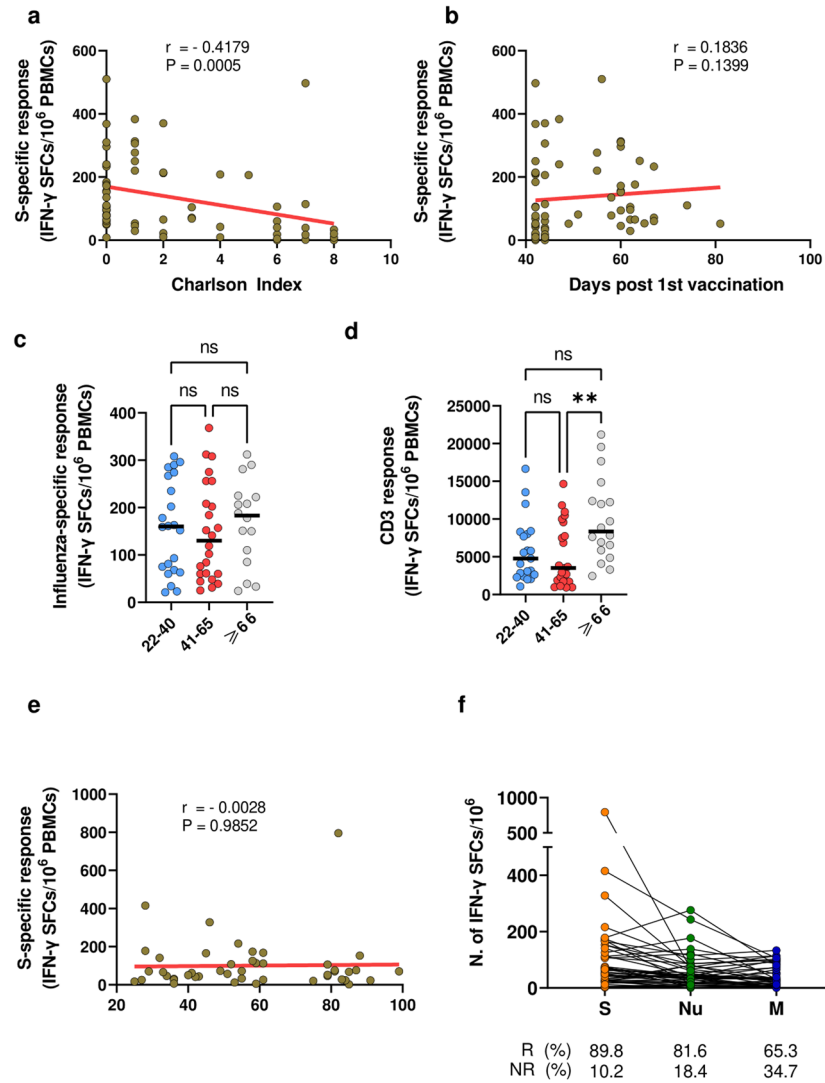 a
r = - 0.4179
P = 0.0005
S-specific response
(IFN-γ SFCs/10⁶ PBMCs)
600
400
200
0
0 2 4 6 8 10
Charlson Index
b
r = 0.1836
P = 0.1399
S-specific response
(IFN-γ SFCs/10⁶ PBMCs)
600
400
200
0
40 60 80 100
Days post 1st vaccination
c
ns
ns ns
Influenza-specific response
(IFN-γ SFCs/10⁶ PBMCs)
400
300
200
100
0
22-40 41-65 ⩾66
d
ns
ns **
CD3 response
(IFN-γ SFCs/10⁶ PBMCs)
25000
20000
15000
10000
5000
0
22-40 41-65 ⩾66
e
r = - 0.0028
P = 0.9852
S-specific response
(IFN-γ SFCs/10⁶ PBMCs)
1000
800
600
400
200
0
20 40 60 80 100
f
N. of IFN-γ SFCs/10⁶
1000
500
400
200
0
S Nu M
R (%) 89.8 81.6 65.3
NR (%) 10.2 18.4 34.7